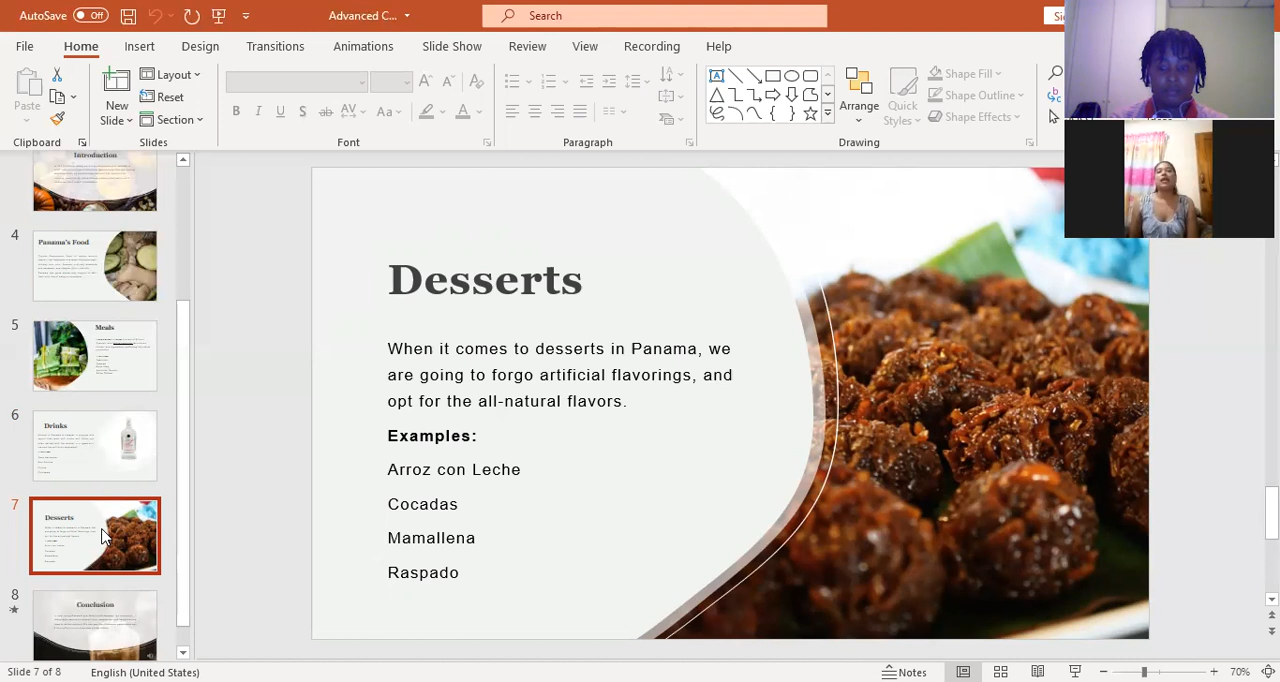 AutoSave Off Advanced C... Search Si
File Home Insert Design Transitions Animations Slide Show Review View Recording Help
Paste New Slide Layout Reset Section
B I U S ab AV Aa A
Arrange Quick Styles Shape Fill Shape Outline Shape Effects
Clipboard Slides Font Paragraph Drawing
Introduction
4 Panama's Food
5 Meals
6 Drinks
7 Desserts
8 Conclusion
Desserts
When it comes to desserts in Panama, we
are going to forgo artificial flavorings, and
opt for the all-natural flavors.
Examples:
Arroz con Leche
Cocadas
Mamallena
Raspado
Slide 7 of 8 English (United States) Notes 70%